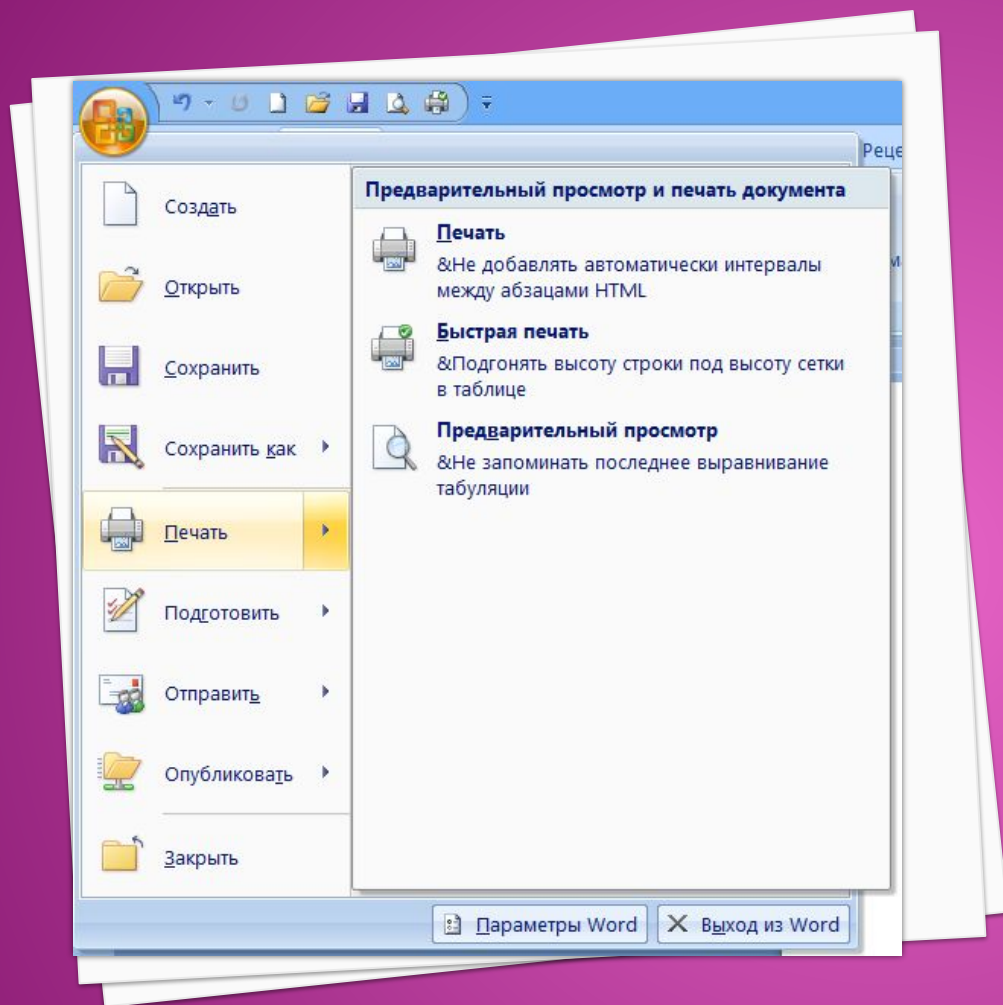 Реце
Создать
Открыть
Сохранить
Сохранить как
Печать
Подготовить
Отправить
Опубликовать
Закрыть
Предварительный просмотр и печать документа
Печать
&Не добавлять автоматически интервалы
между абзацами HTML
Быстрая печать
&Подгонять высоту строки под высоту сетки
в таблице
Предварительный просмотр
&Не запоминать последнее выравнивание
табуляции
Параметры Word
Выход из Word